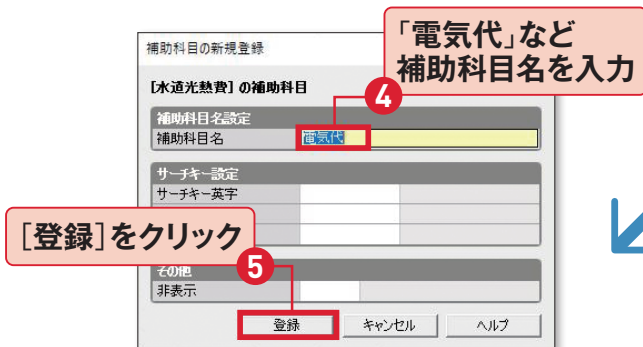 補助科目の新規登録
「電気代」など
補助科目名を入力
[水道光熱費] の補助科目
4
補助科目名設定
補助科目名 電気代
サーチキー設定
サーチキー英字
[登録]をクリック
5
その他
非表示
登録 キャンセル ヘルプ